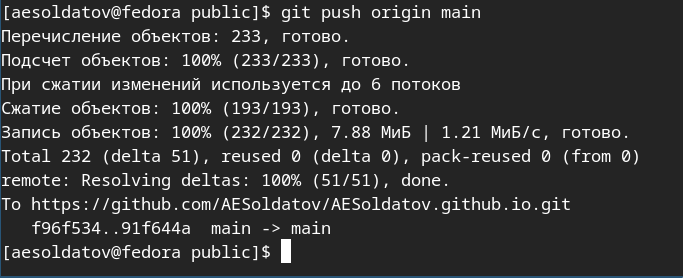 [aesoldatov@fedora public]$ git push origin main
Перечисление объектов: 233, готово.
Подсчет объектов: 100% (233/233), готово.
При сжатии изменений используется до 6 потоков
Сжатие объектов: 100% (193/193), готово.
Запись объектов: 100% (232/232), 7.88 МиБ | 1.21 МиБ/с, готово.
Total 232 (delta 51), reused 0 (delta 0), pack-reused 0 (from 0)
remote: Resolving deltas: 100% (51/51), done.
To https://github.com/AESoldatov/AESoldatov.github.io.git
   f96f534..91f644a  main -> main
[aesoldatov@fedora public]$